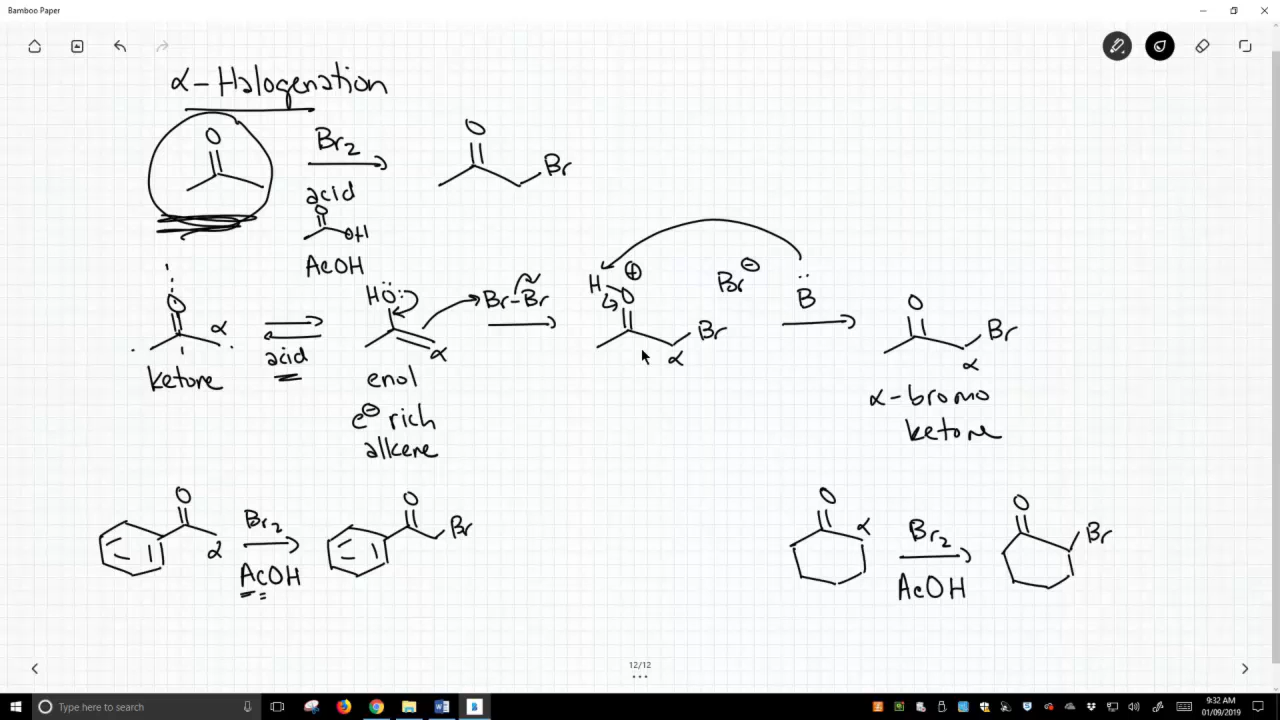 Bamboo Paper
α-Halogenation
O
Br2
acid
O
OH
AcOH
O
Br
O
α
ketone
acid
HÖ:
α
enol
e⊖ rich
alkene
Br-Br
H
⊕
O
Br
α
Br⊖
B
O
Br
α
α-bromo
ketone
O
α
Br2
AcOH
O
Br
O
α
Br2
AcOH
O
Br
12/12
Type here to search
9:32 AM
01/09/2019